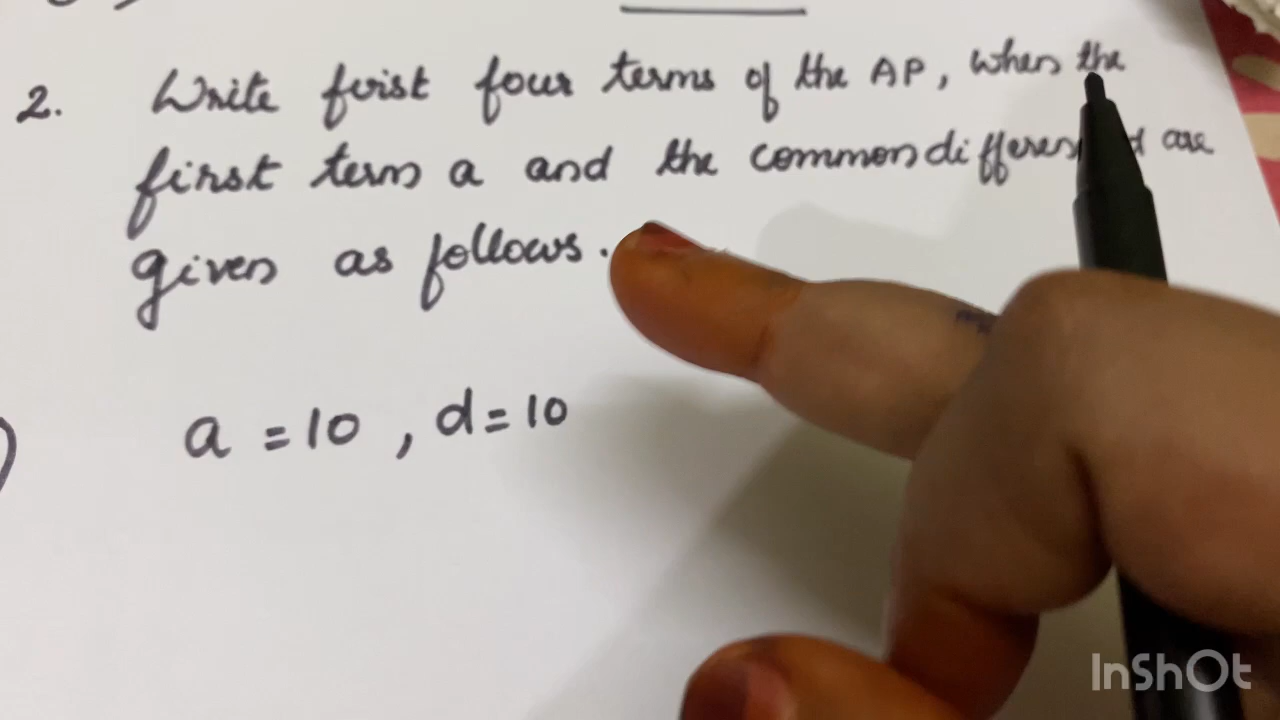 2. Write first four terms of the AP, when the
first term a and the common d are
given as follows.
a = 10 , d = 10
InShOt